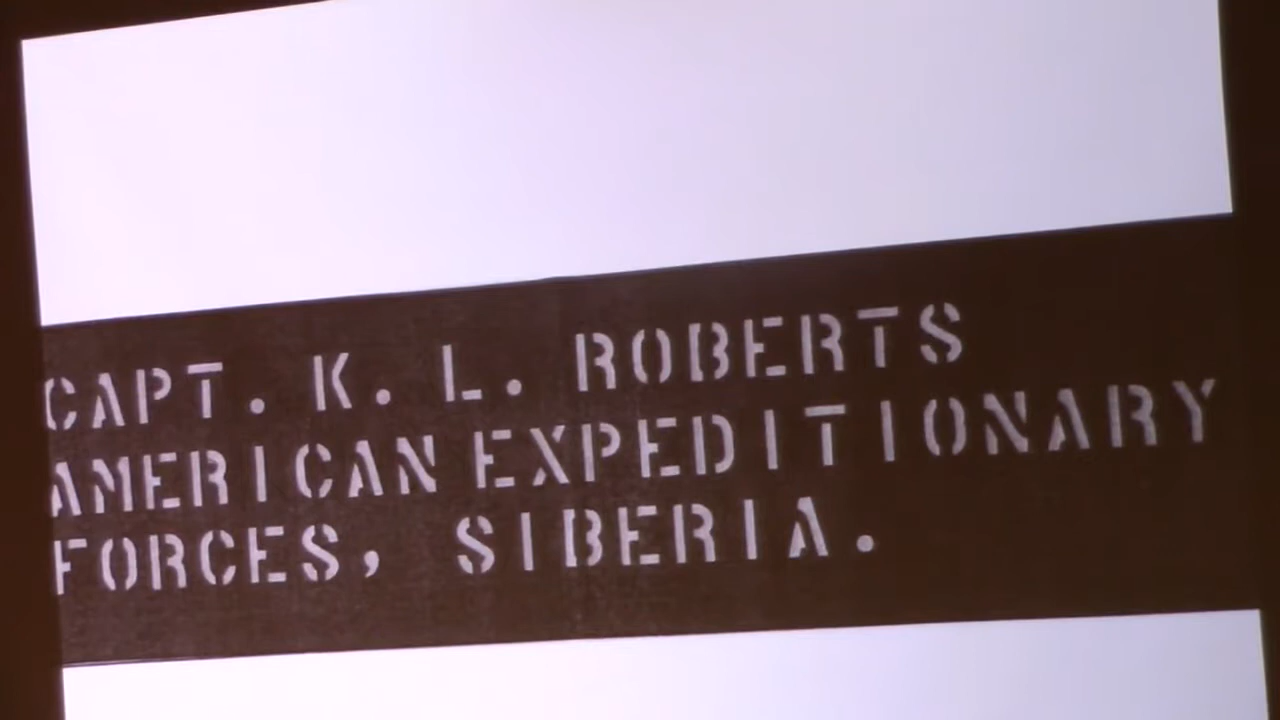 CAPT. K. L. ROBERTS
AMERICAN EXPEDITIONARY
FORCES, SIBERIA.